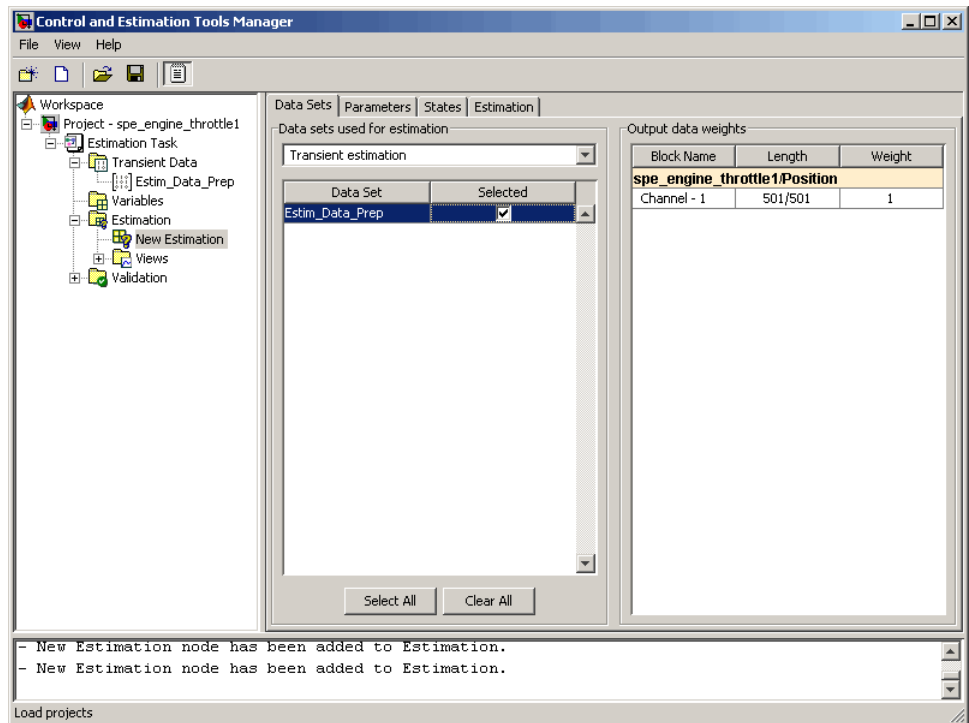 Control and Estimation Tools Manager
File View Help
Workspace
Project - spe_engine_throttle1
Estimation Task
Transient Data
Estim_Data_Prep
Variables
Estimation
New Estimation
Views
Validation
Data Sets Parameters States Estimation
Data sets used for estimation
Transient estimation
Data Set Selected
Estim_Data_Prep
Select All Clear All
Output data weights
Block Name Length Weight
spe_engine_throttle1/Position
Channel - 1 501/501 1
- New Estimation node has been added to Estimation.
- New Estimation node has been added to Estimation.
Load projects